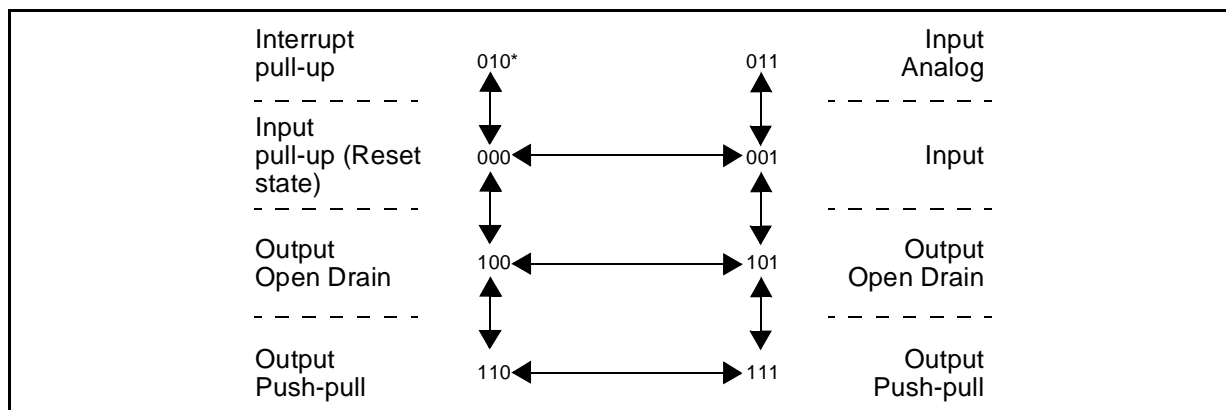 Interrupt
pull-up
010*
011
Input
Analog
Input
pull-up (Reset
state)
000
001
Input
Output
Open Drain
100
101
Output
Open Drain
Output
Push-pull
110
111
Output
Push-pull